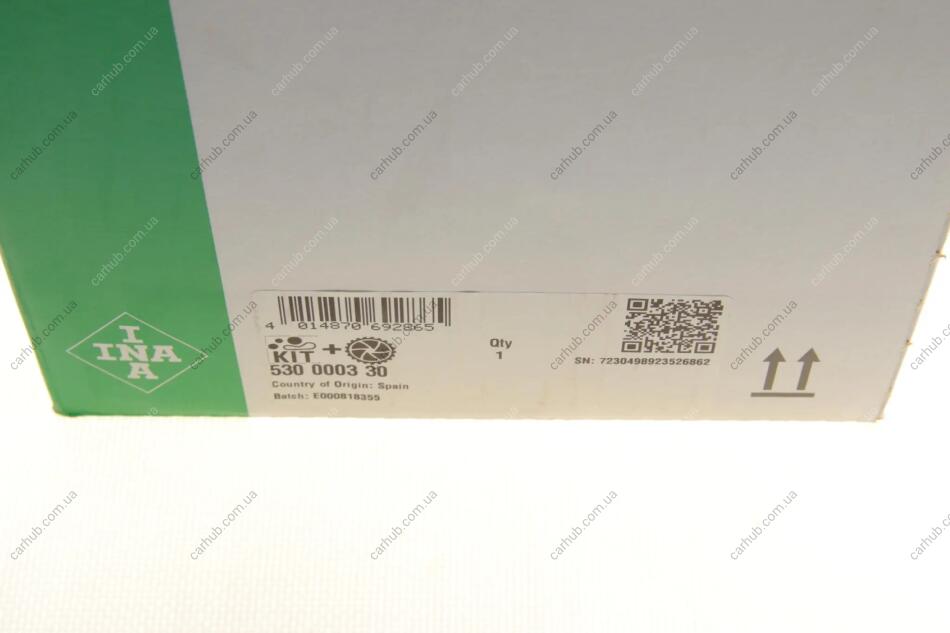 I
INA
A
4 014870 692865
KIT +
530 0003 30
Country of Origin: Spain
Batch: E000818355
Qty
1
SN: 7230498923526862
carhub.com.ua